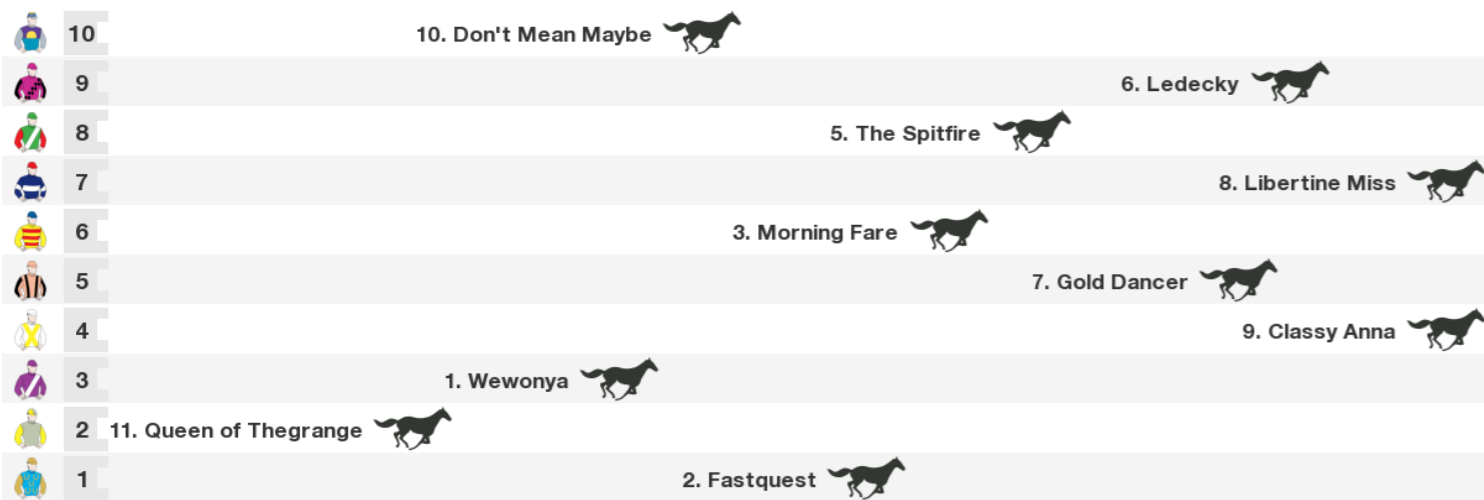 10 10. Don't Mean Maybe
9 6. Ledecky
8 5. The Spitfire
7 8. Libertine Miss
6 3. Morning Fare
5 7. Gold Dancer
4 9. Classy Anna
3 1. Wewonya
2 11. Queen of Thegrange
1 2. Fastquest